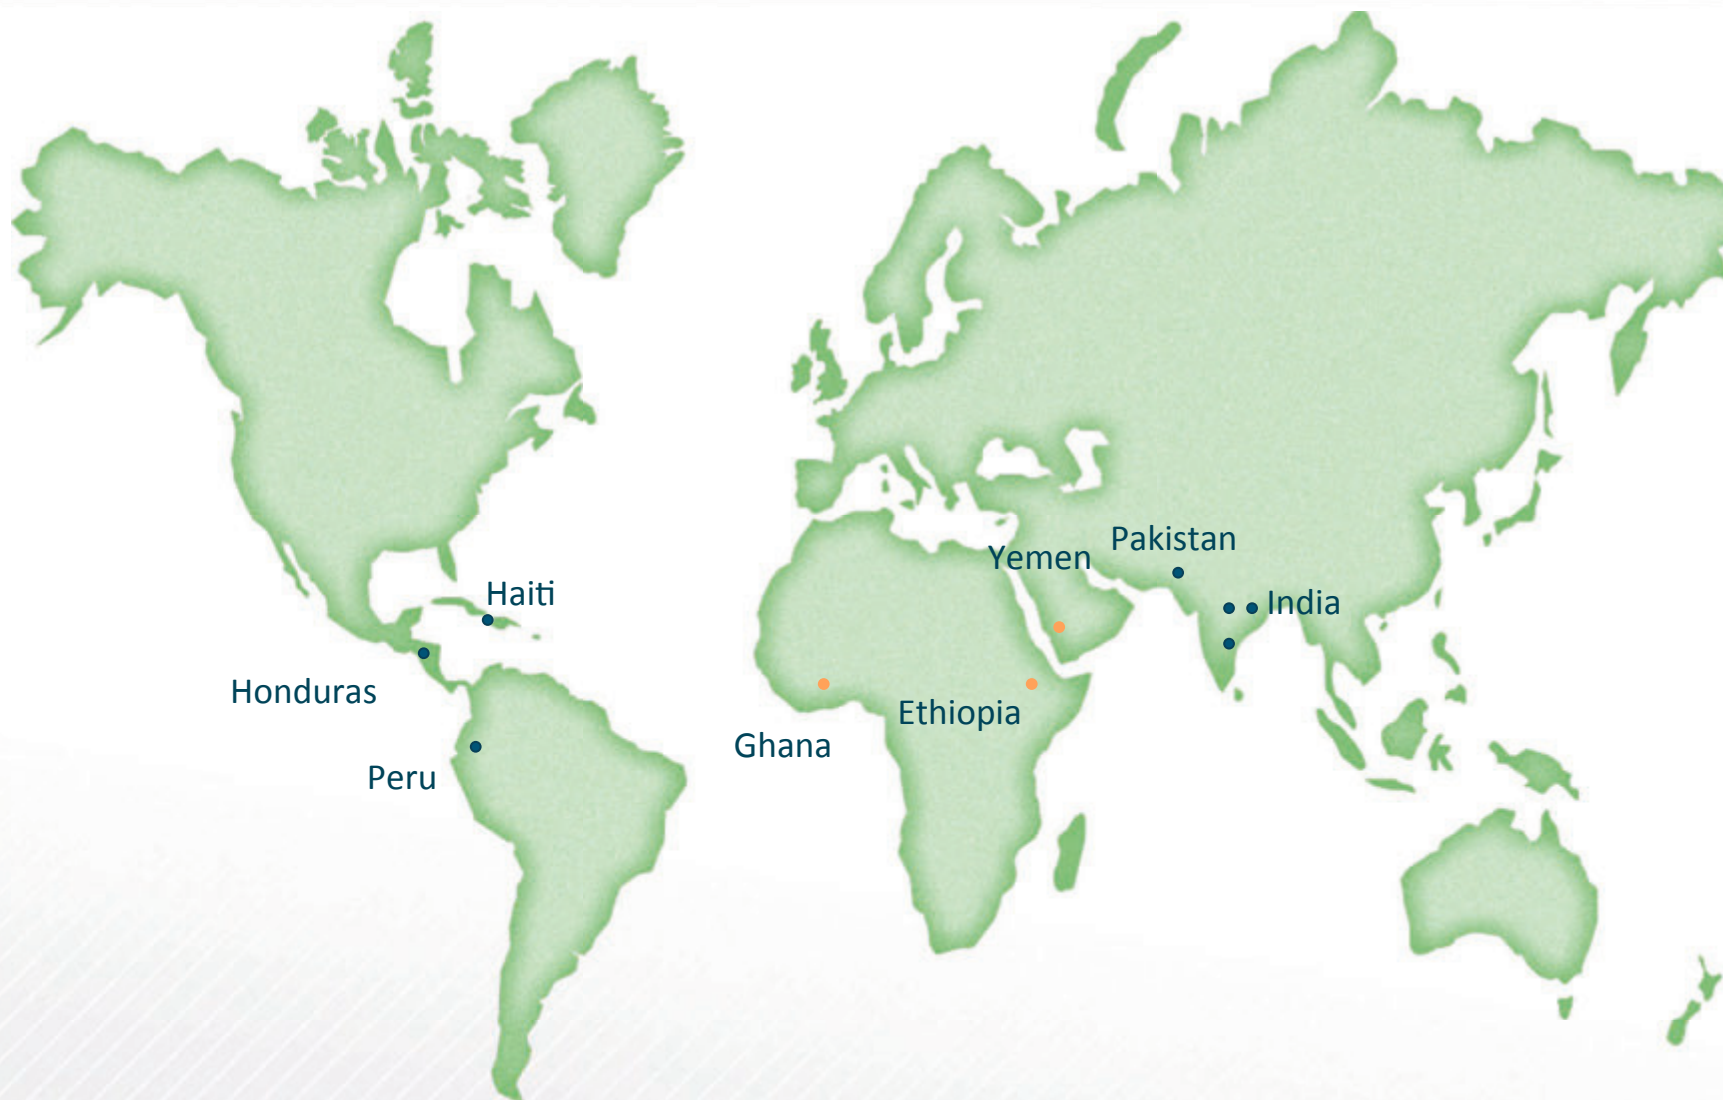 Pakistan
Yemen
Haiti
India
Honduras
Ethiopia
Ghana
Peru